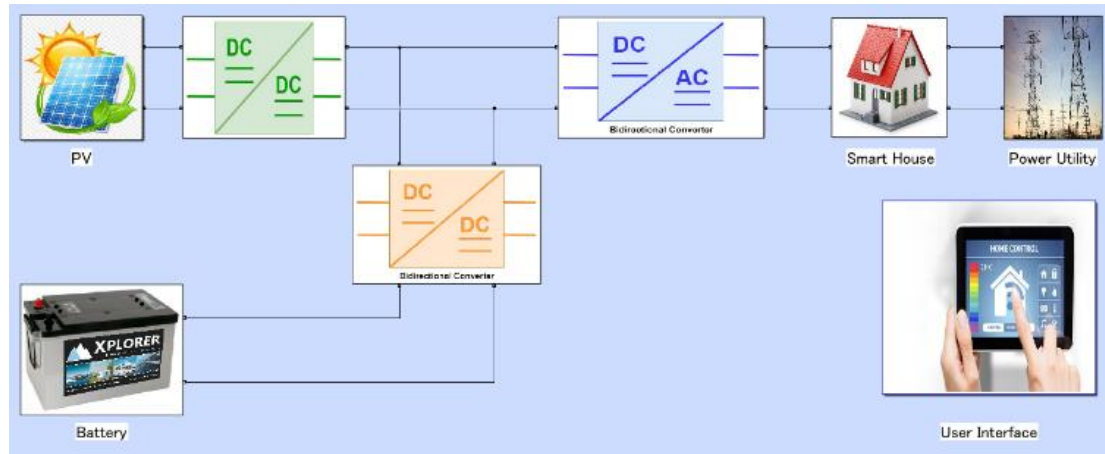 DC
DC
DC
AC
Bidirectional Converter
PV
Smart House
Power Utility
DC
DC
Bidirectional Converter
HOME CONTROL
XPLORER
Battery
User Interface